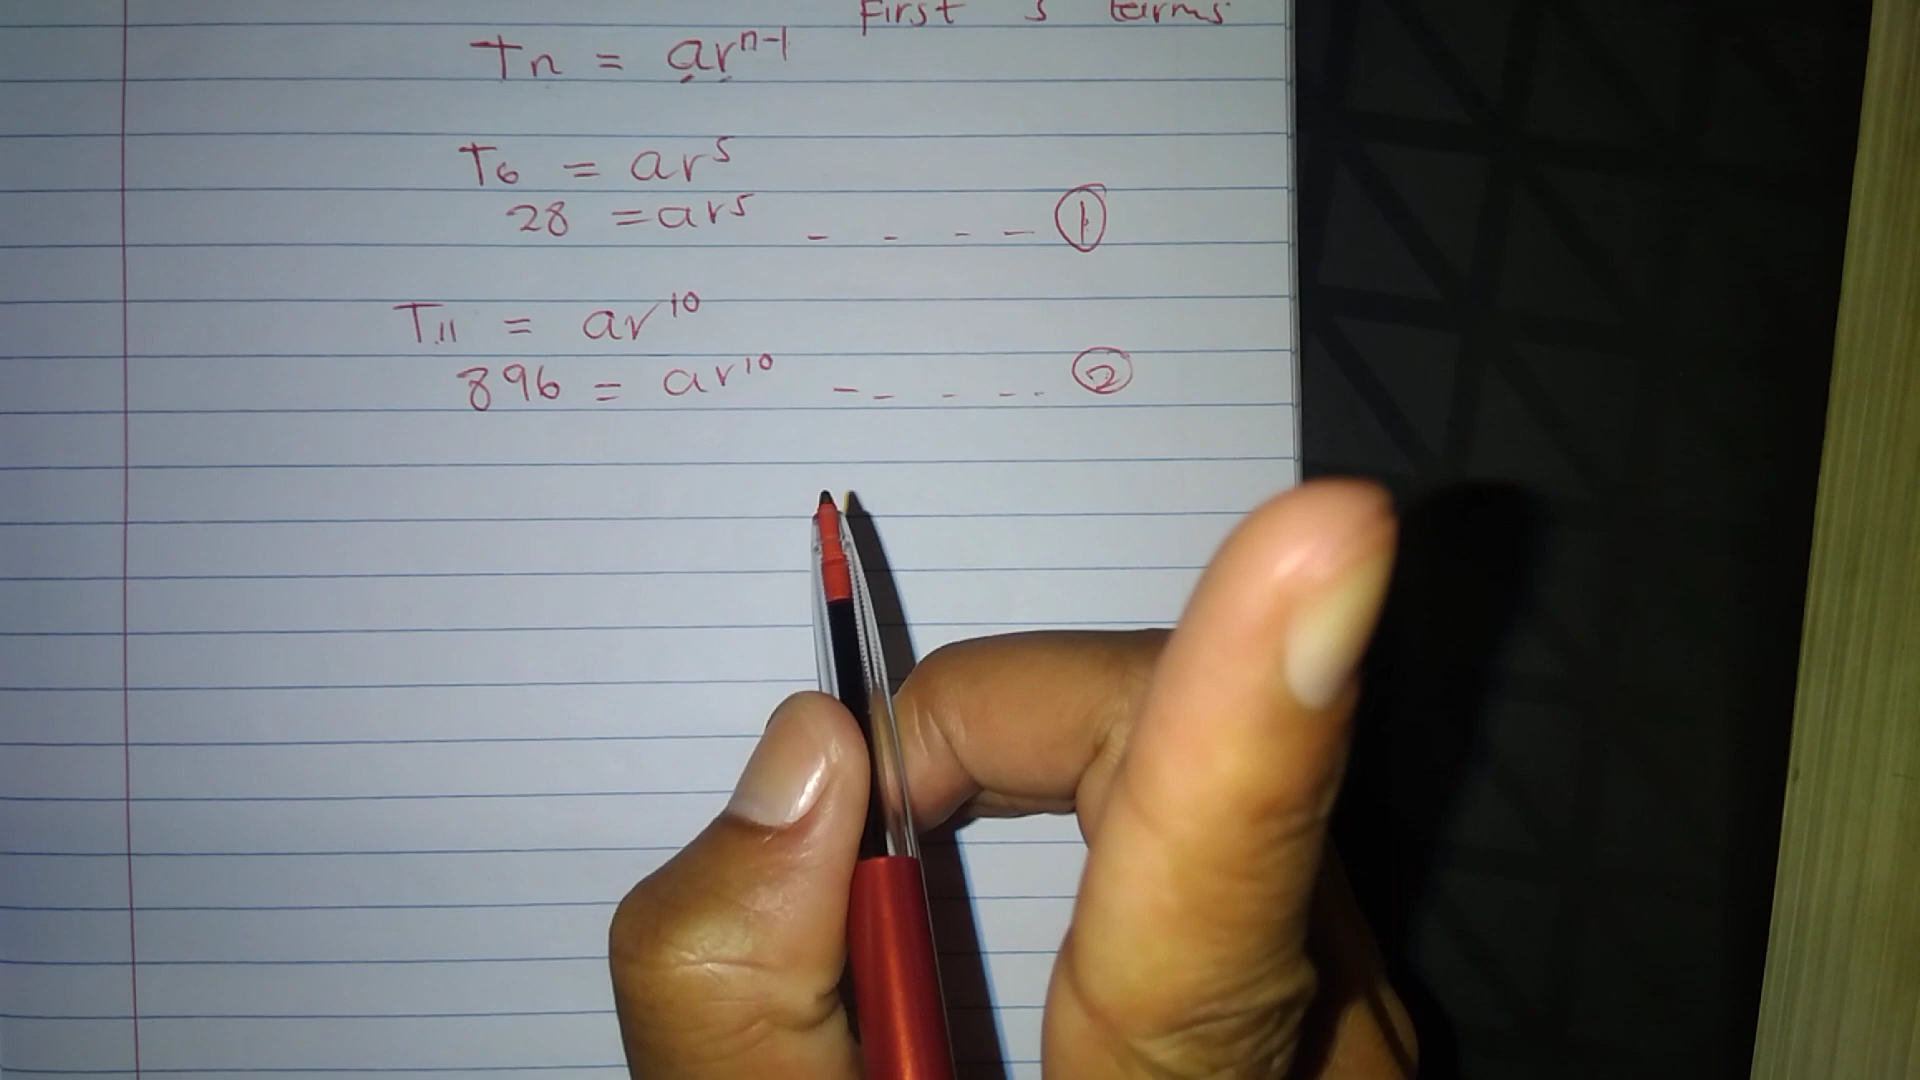 First 3 terms
Tn = ar^n-1
T6 = ar^5
28 = ar^5 - - - - ①
T11 = ar^10
896 = ar^10 - - - - - ②